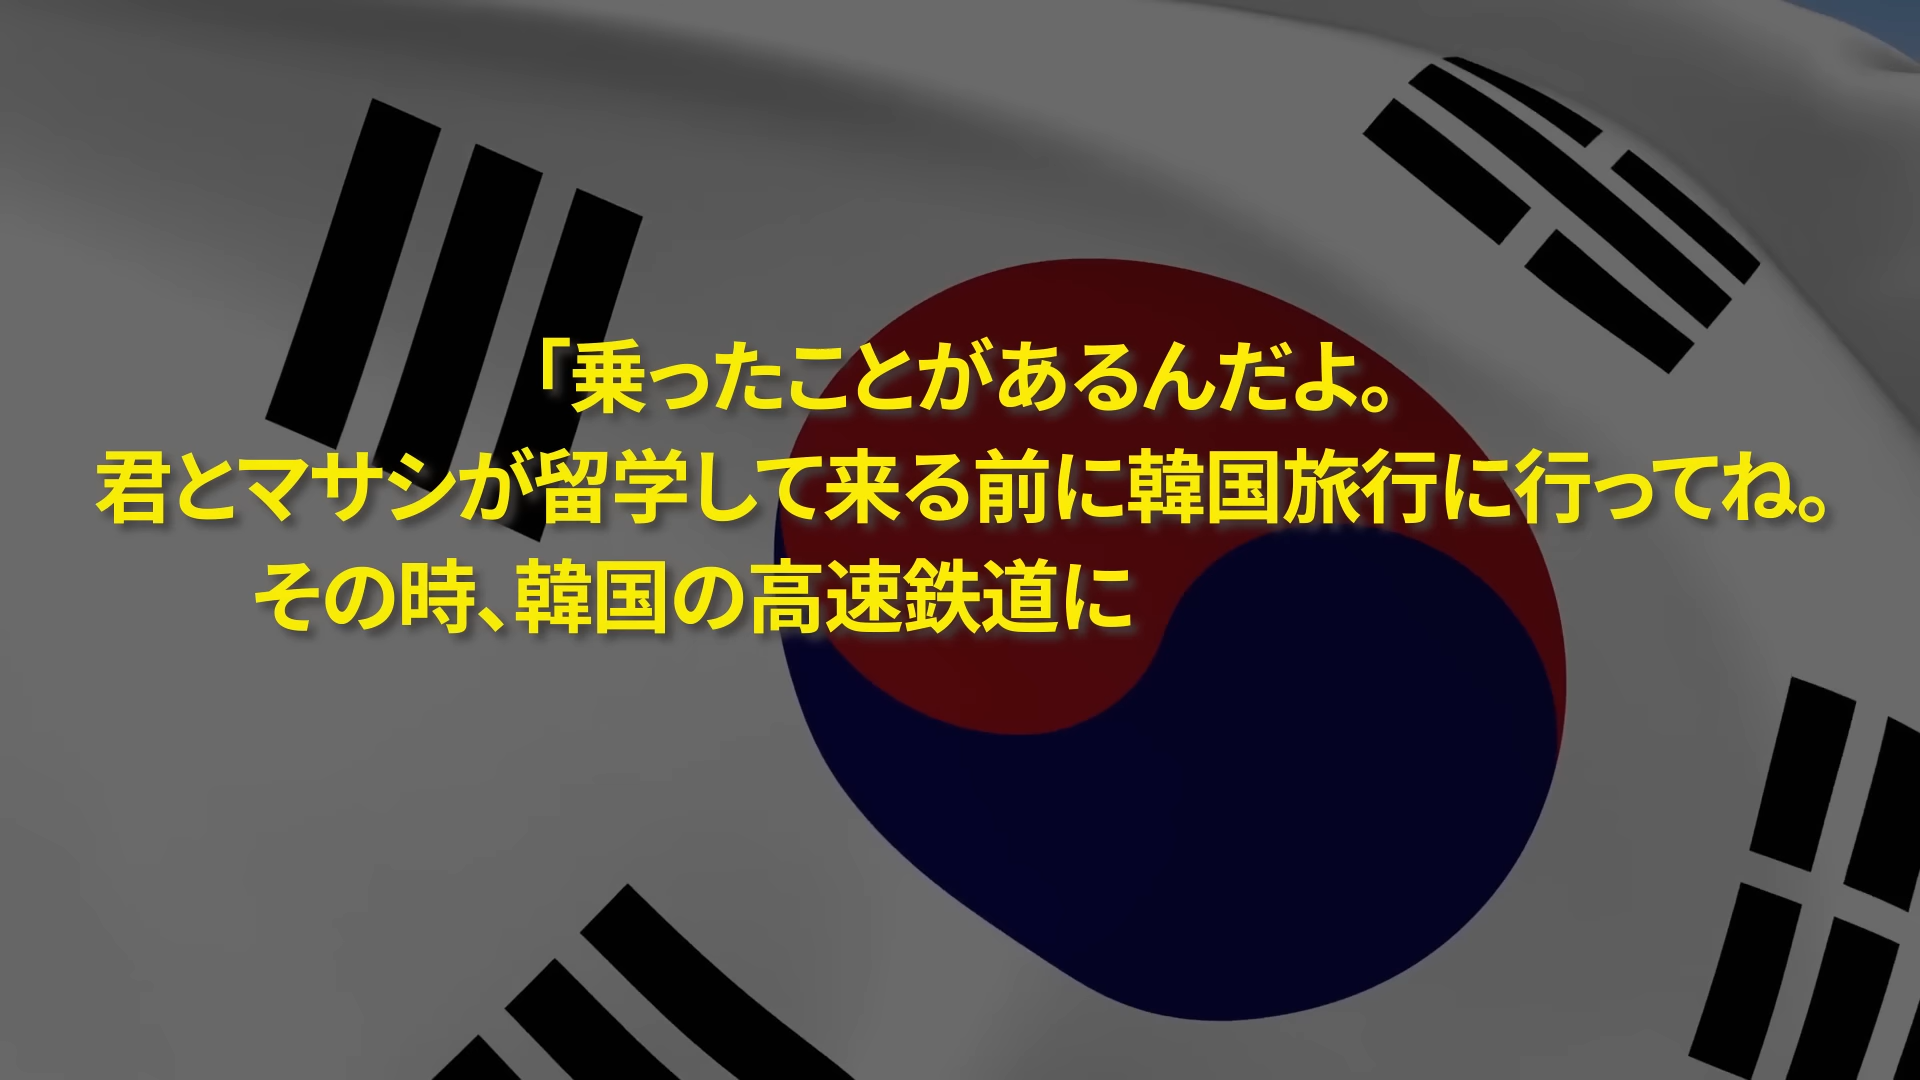 「乗ったことがあるんだよ。
君とマサシが留学して来る前に韓国旅行に行ってね。
その時､韓国の高速鉄道に